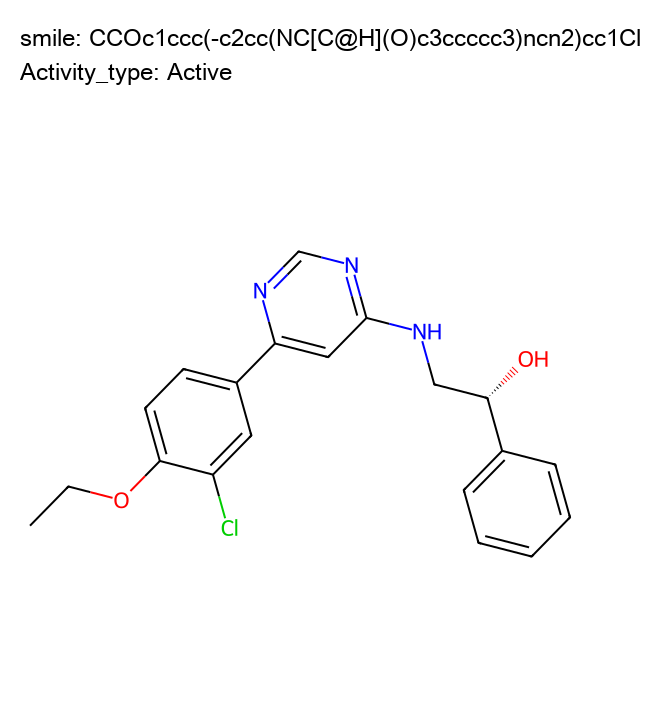 smile: CCOc1ccc(-c2cc(NC[C@H](O)c3ccccc3)ncn2)cc1Cl
Activity_type: Active
N
N
NH
OH
O
Cl